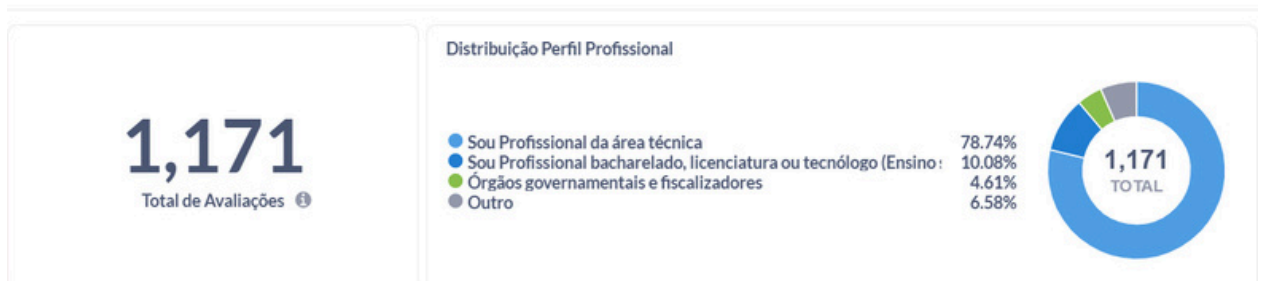 1,171
Total de Avaliações
Distribuição Perfil Profissional
Sou Profissional da área técnica 78.74%
Sou Profissional bacharelado, licenciatura ou tecnólogo (Ensino 10.08%
Órgãos governamentais e fiscalizadores 4.61%
Outro 6.58%
1,171
TOTAL